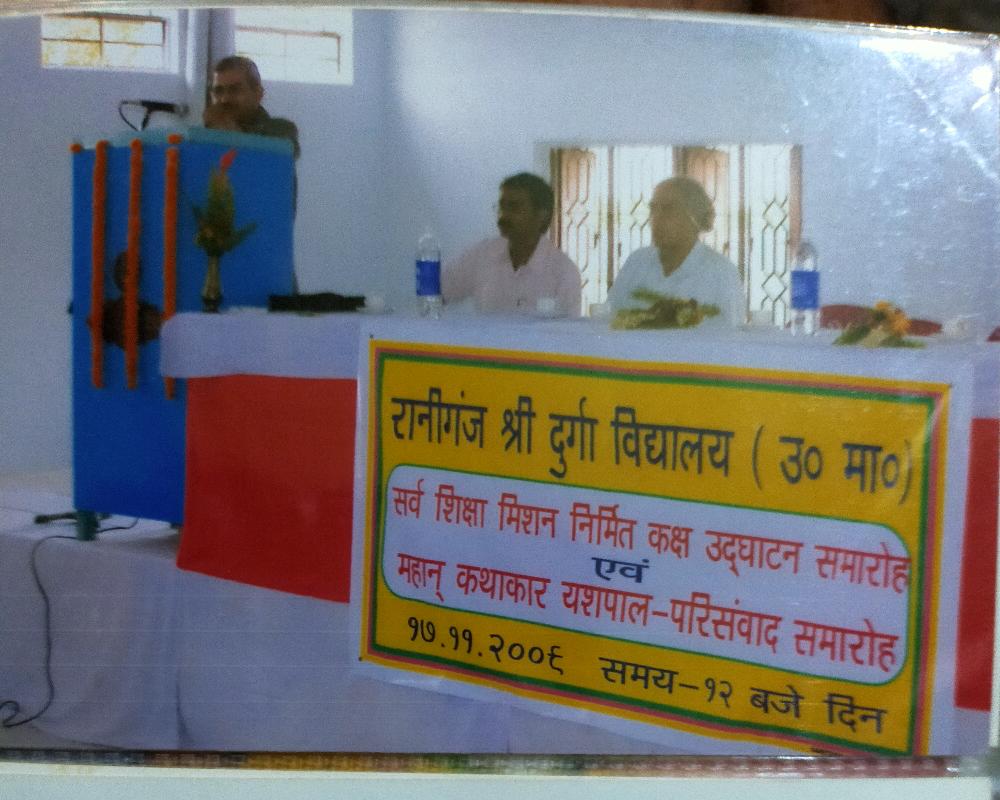 रानीगंज श्री दुर्गा विद्यालय ( उ० मा०)
सर्व शिक्षा मिशन निर्मित कक्ष उद्घाटन समारोह
एवं
महान् कथाकार यशपाल-परिसंवाद समारोह
१७.११.२००६ समय-१२ बजे दिन